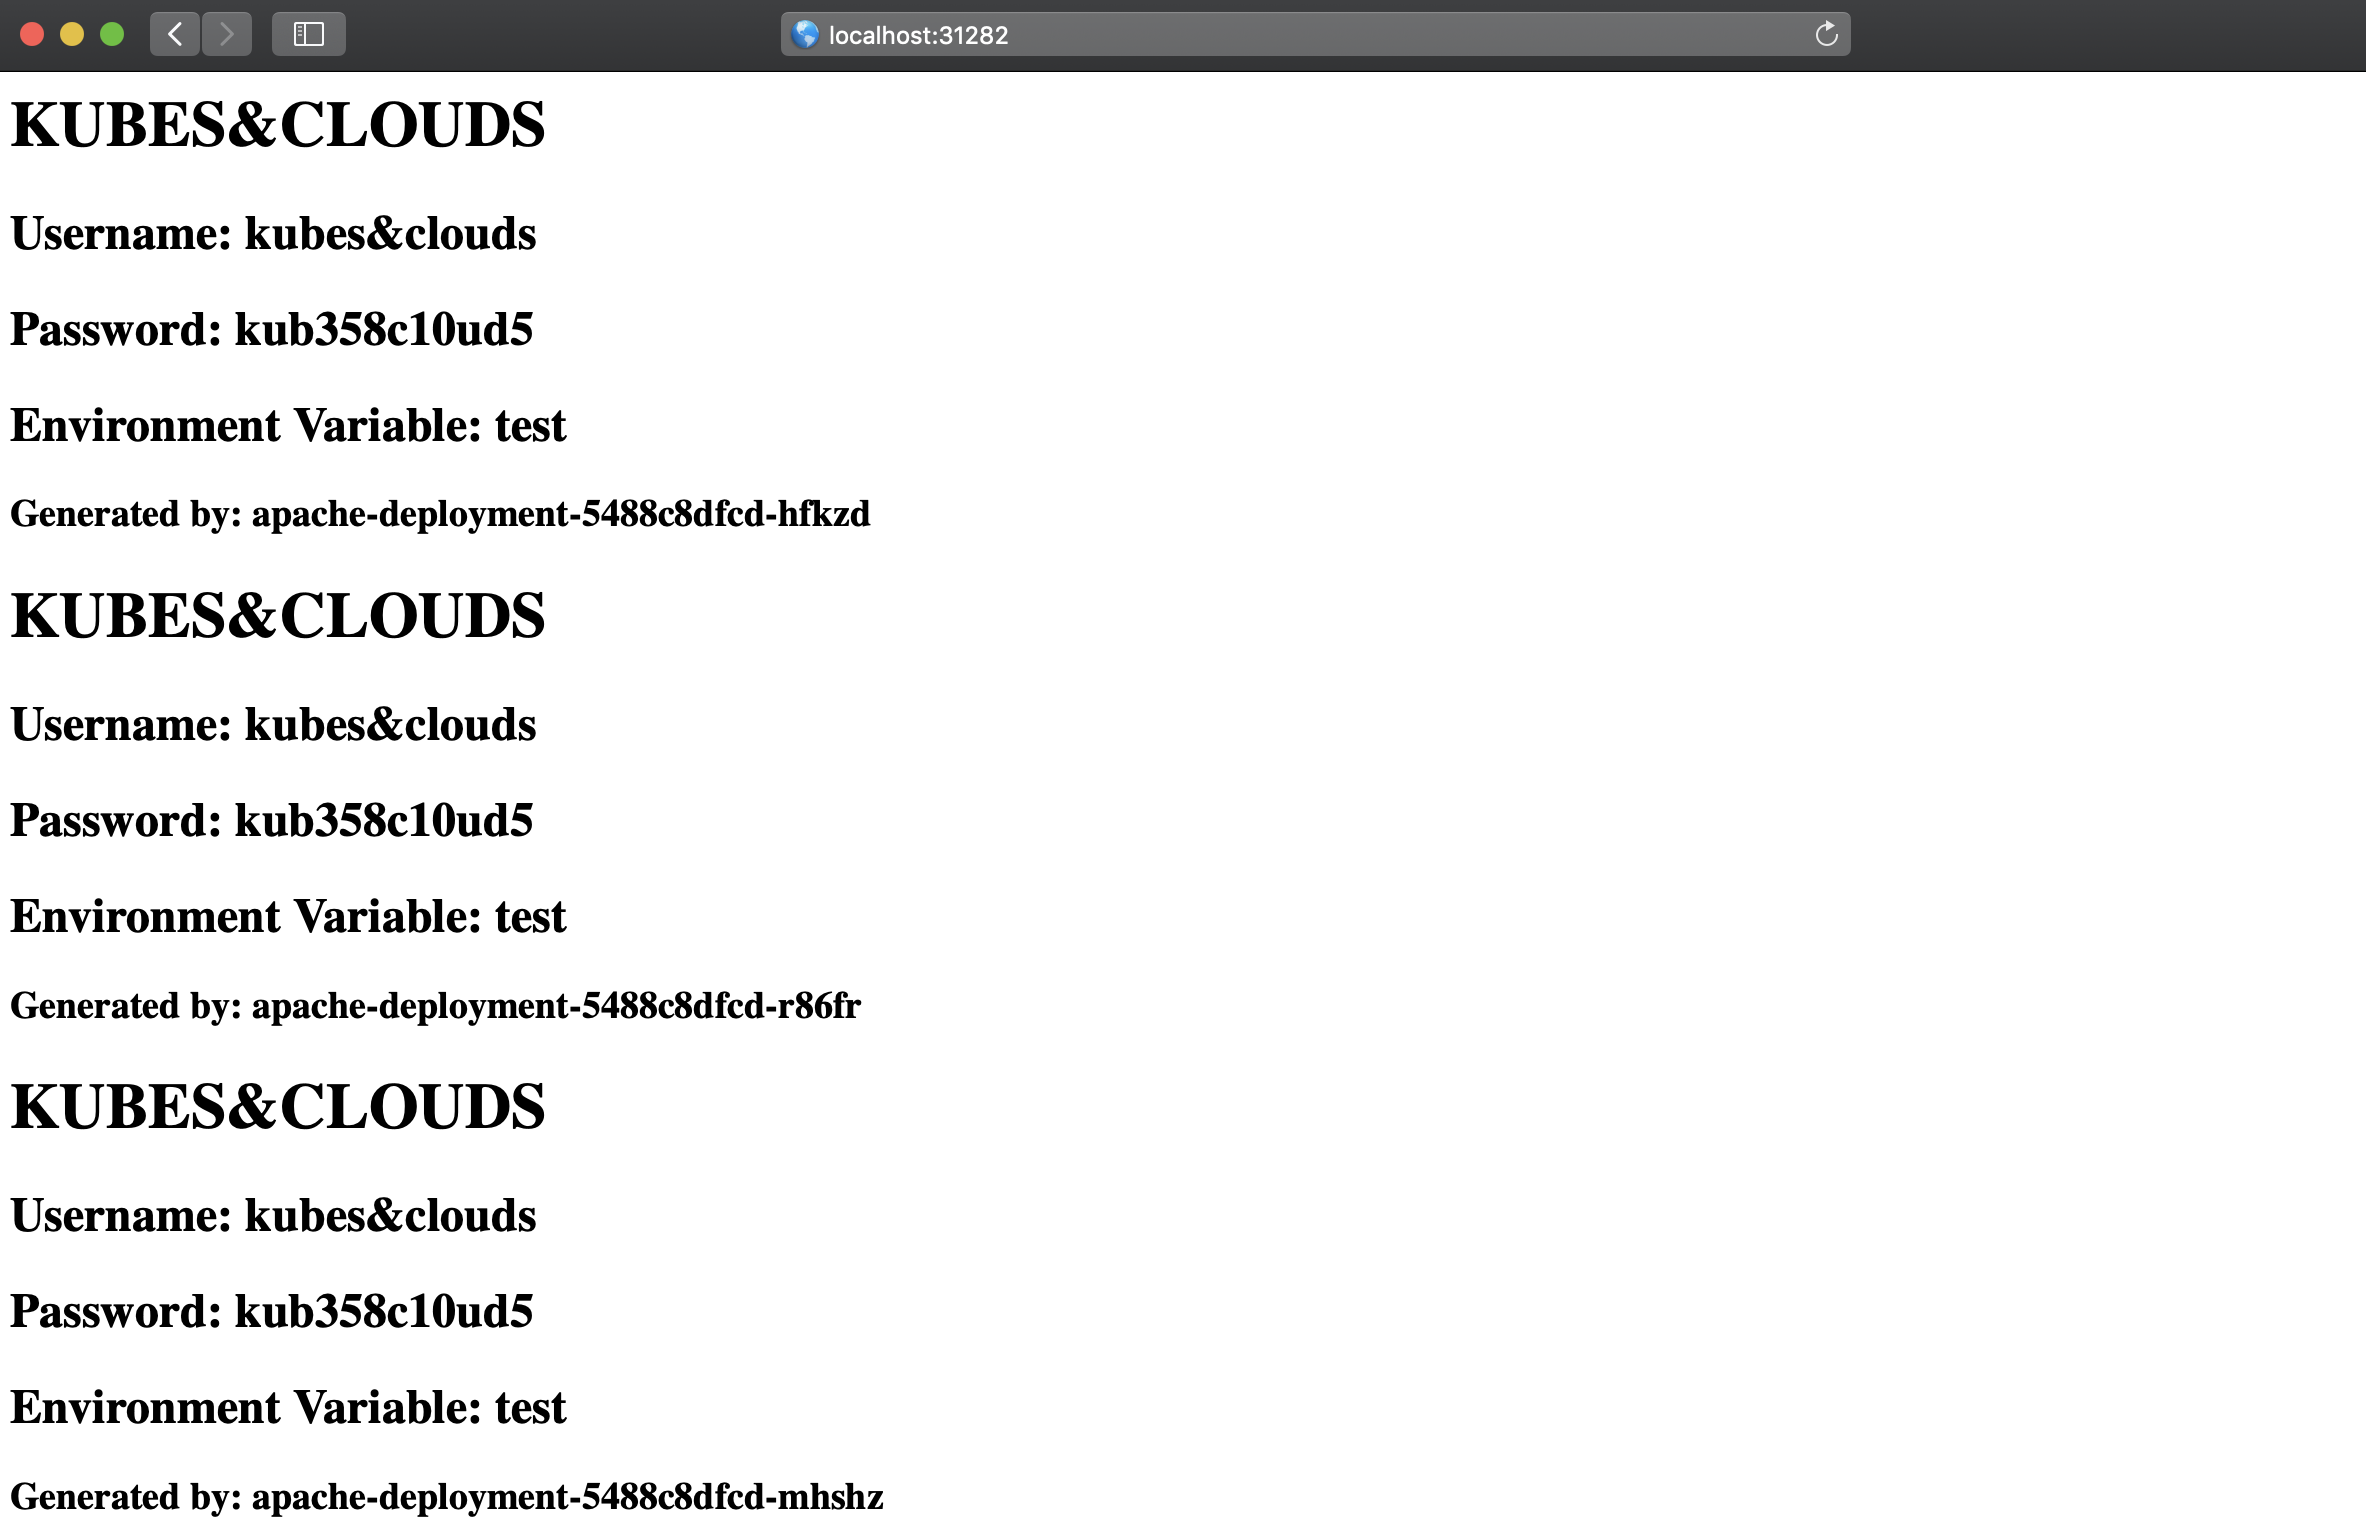 localhost:31282
KUBES&CLOUDS
Username: kubes&clouds
Password: kub358c10ud5
Environment Variable: test
Generated by: apache-deployment-5488c8dfcd-hfkzd
KUBES&CLOUDS
Username: kubes&clouds
Password: kub358c10ud5
Environment Variable: test
Generated by: apache-deployment-5488c8dfcd-r86fr
KUBES&CLOUDS
Username: kubes&clouds
Password: kub358c10ud5
Environment Variable: test
Generated by: apache-deployment-5488c8dfcd-mhshz